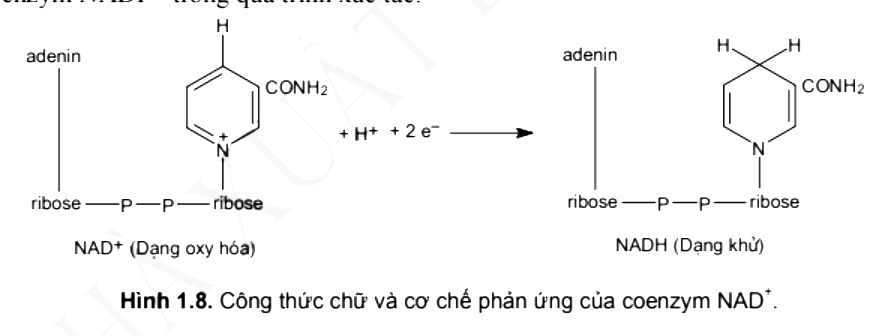 H
adenin
CONH₂
N
+
+ H⁺ + 2 e⁻
ribose P P ribose
NAD⁺ (Dạng oxy hóa)
H H
adenin
CONH₂
N
ribose P P ribose
NADH (Dạng khử)
Hình 1.8. Công thức chữ và cơ chế phản ứng của coenzym NAD⁺.